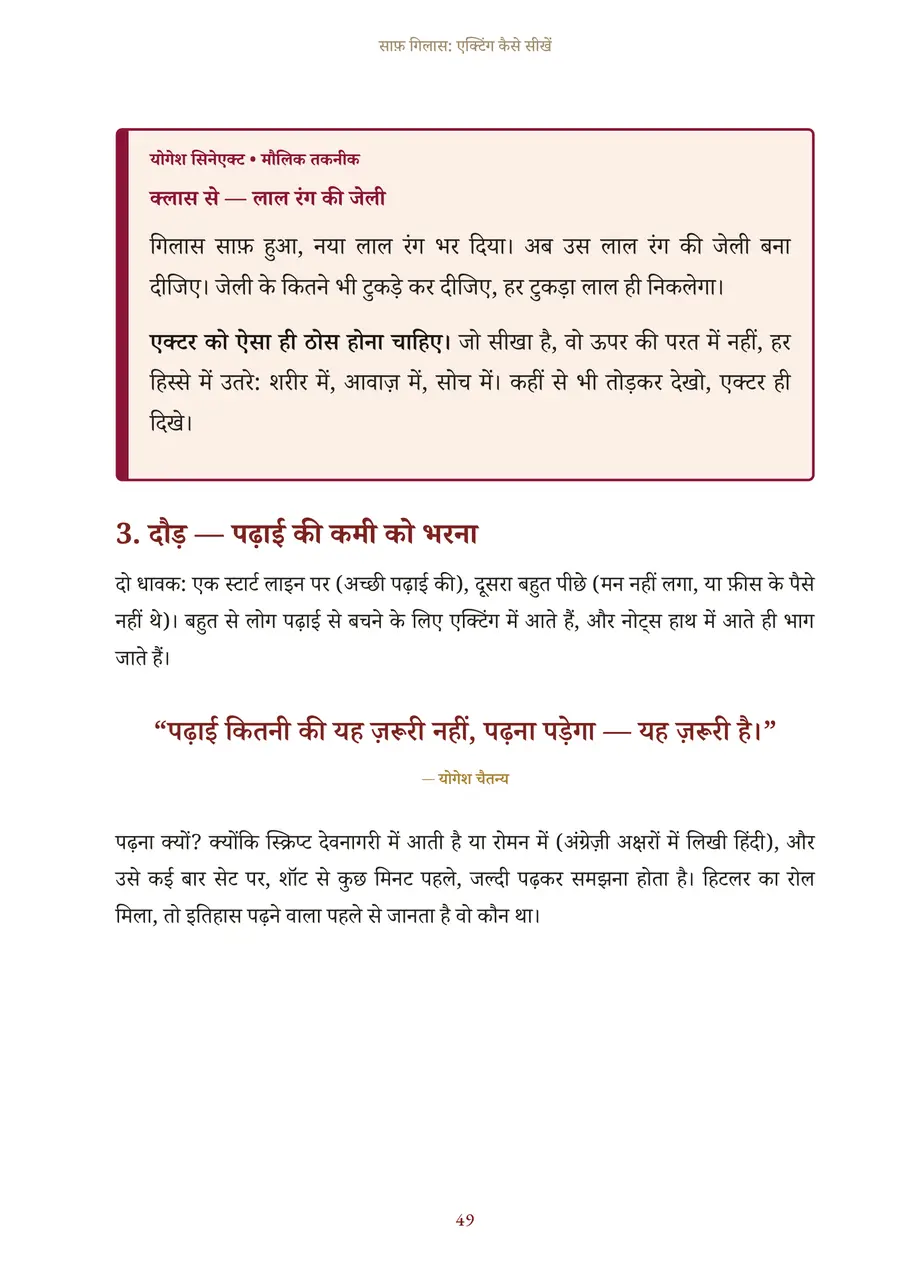 साफ़ गिलास: एक्टिंग कैसे सीखें
योगेश सिनेएक्ट • मौलिक तकनीक
क्लास से — लाल रंग की जेली
गिलास साफ़ हुआ, नया लाल रंग भर दिया। अब उस लाल रंग की जेली बना
दीजिए। जेली के कितने भी टुकड़े कर दीजिए, हर टुकड़ा लाल ही निकलेगा।
एक्टर को ऐसा ही ठोस होना चाहिए। जो सीखा है, वो ऊपर की परत में नहीं, हर
हिस्से में उतरे: शरीर में, आवाज़ में, सोच में। कहीं से भी तोड़कर देखो, एक्टर ही
दिखे।
3. दौड़ — पढ़ाई की कमी को भरना
दो धावक: एक स्टार्ट लाइन पर (अच्छी पढ़ाई की), दूसरा बहुत पीछे (मन नहीं लगा, या फ़ीस के पैसे
नहीं थे)। बहुत से लोग पढ़ाई से बचने के लिए एक्टिंग में आते हैं, और नोट्स हाथ में आते ही भाग
जाते हैं।
“पढ़ाई कितनी की यह ज़रूरी नहीं, पढ़ना पड़ेगा — यह ज़रूरी है।”
— योगेश चैतन्य
पढ़ना क्यों? क्योंकि स्क्रिप्ट देवनागरी में आती है या रोमन में (अंग्रेज़ी अक्षरों में लिखी हिंदी), और
उसे कई बार सेट पर, शॉट से कुछ मिनट पहले, जल्दी पढ़कर समझना होता है। हिटलर का रोल
मिला, तो इतिहास पढ़ने वाला पहले से जानता है वो कौन था।
49